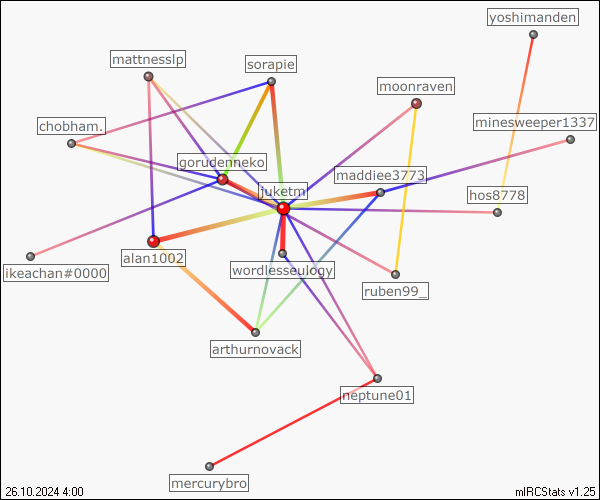 yoshimanden
mattnesslp
sorapie
moonraven
minesweeper1337
chobham.
gorudenneko
maddiee3773
juketm
hos8778
alan1002
ikeachan#0000
wordlesseulogy
ruben99_
arthurnovack
neptune01
mercurybro
26.10.2024 4:00
mIRCStats v1.25